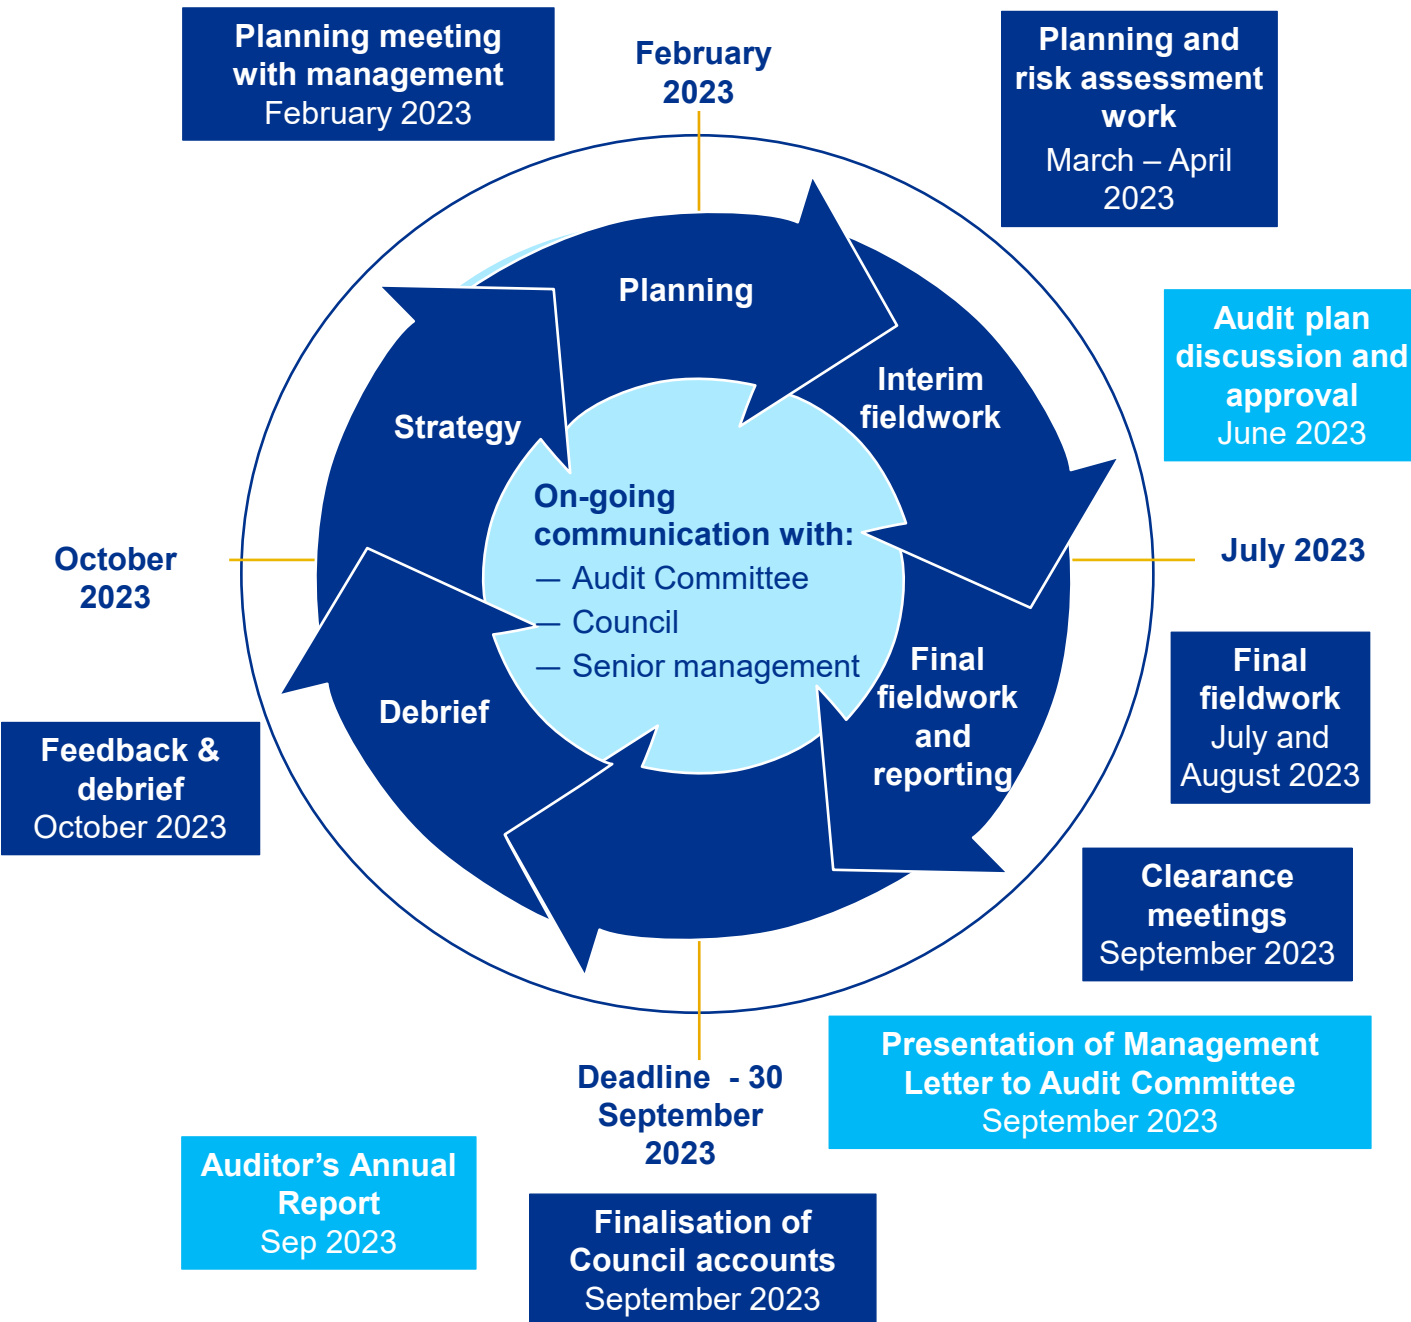 Planning meeting
with management
February 2023
February
2023
Planning and
risk assessment
work
March – April
2023
Audit plan
discussion and
approval
June 2023
July 2023
Final
fieldwork
July and
August 2023
Clearance
meetings
September 2023
Presentation of Management
Letter to Audit Committee
September 2023
Deadline - 30
September
2023
Finalisation of
Council accounts
September 2023
Auditor’s Annual
Report
Sep 2023
Feedback &
debrief
October 2023
October
2023
Planning
Interim
fieldwork
Final
fieldwork
and
reporting
Debrief
Strategy
On-going
communication with:
— Audit Committee
— Council
— Senior management